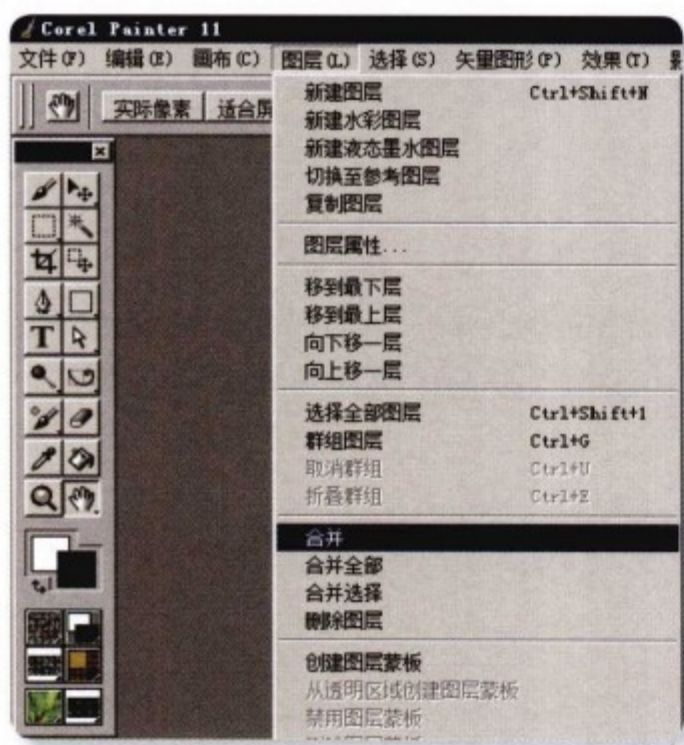 Corel Painter 11
文件(F) 编辑(E) 画布(C) 图层(L) 选择(S) 矢量图形(P) 效果(T)
实际像素 适合屏
新建图层 Ctrl+Shift+N
新建水彩图层
新建液态墨水图层
切换至参考图层
复制图层
图层属性...
移到最下层
移到最上层
向下移一层
向上移一层
选择全部图层 Ctrl+Shift+1
群组图层 Ctrl+G
取消群组 Ctrl+U
折叠群组 Ctrl+E
合并
合并全部
合并选择
删除图层
创建图层蒙板
从透明区域创建图层蒙板
禁用图层蒙板
T